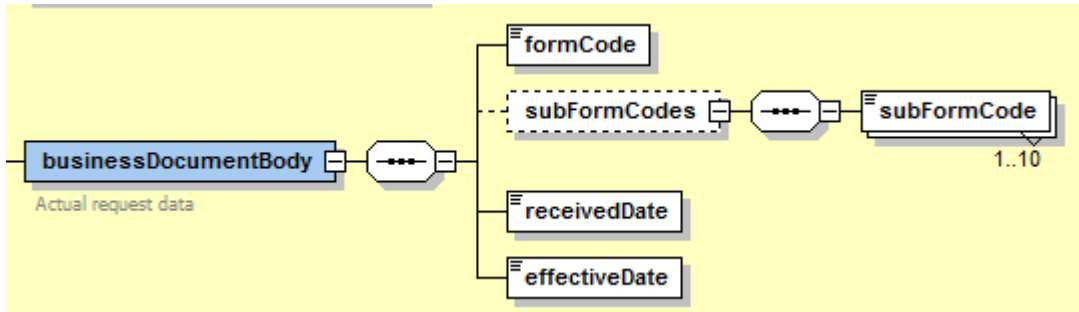 formCode
subFormCodes
subFormCode
1..10
businessDocumentBody
Actual request data
receivedDate
effectiveDate